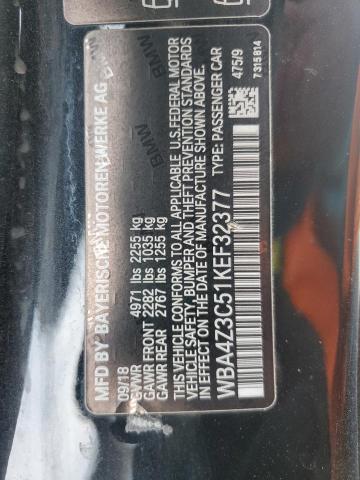 MFD BY: BAYERISCHE MOTOREN WERKE AG
09/18
GVWR 4971 lbs 2255 kg
GAWR FRONT 2282 lbs 1035 kg
GAWR REAR 2767 lbs 1255 kg
THIS VEHICLE CONFORMS TO ALL APPLICABLE U.S. FEDERAL MOTOR
VEHICLE SAFETY, BUMPER AND THEFT PREVENTION STANDARDS
IN EFFECT ON THE DATE OF MANUFACTURE SHOWN ABOVE.
WBA4Z3C51KEF32377 TYPE: PASSENGER CAR
475/9
7315814
BMW
BMW